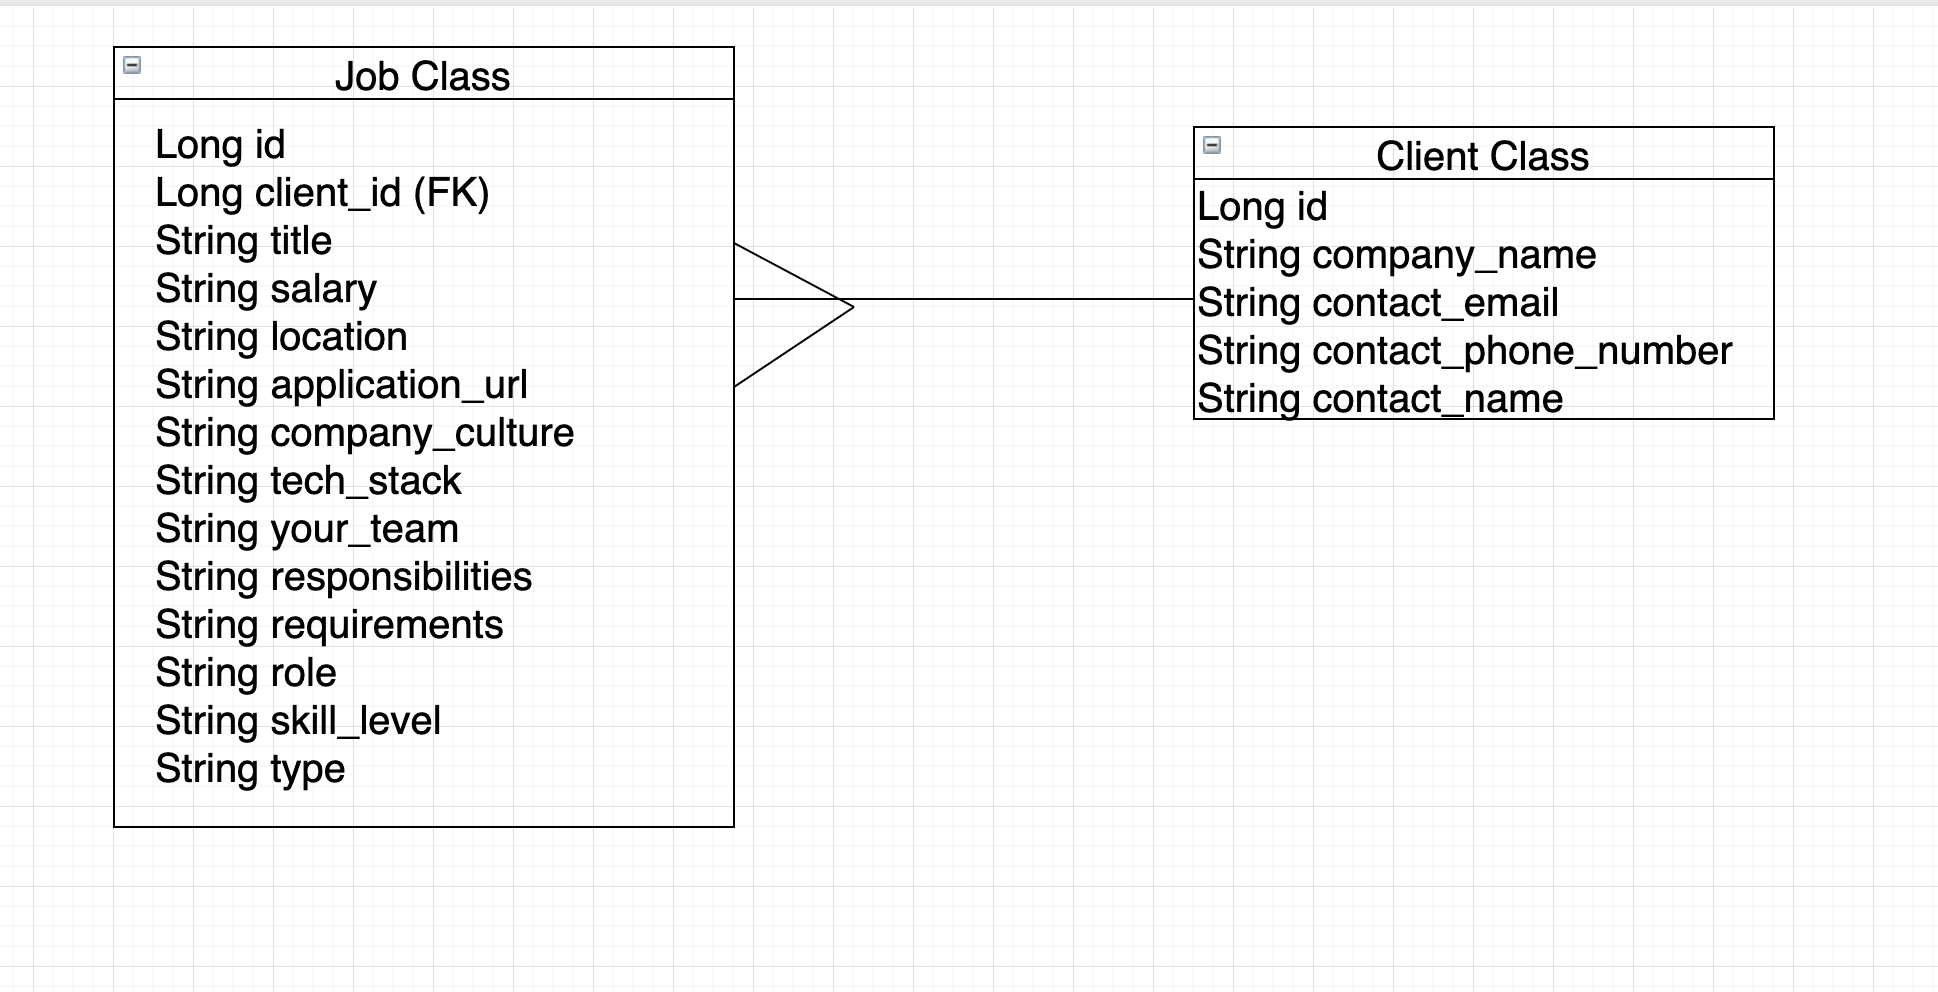 Job Class
Long id
Long client_id (FK)
String title
String salary
String location
String application_url
String company_culture
String tech_stack
String your_team
String responsibilities
String requirements
String role
String skill_level
String type
Client Class
Long id
String company_name
String contact_email
String contact_phone_number
String contact_name